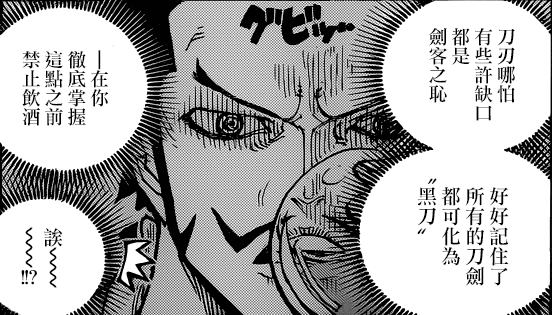 刀刃哪怕
有些許缺口
都是
劍客之恥
好好記住了
所有的刀劍
都可化為
〝黑刀〞
グビッ
—在你
徹底掌握
這點之前
禁止飲酒
誒～～～
～～～!!?